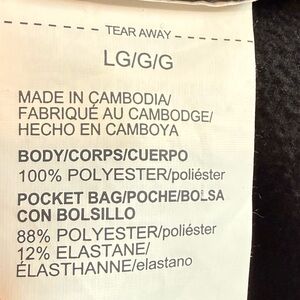 TEAR AWAY
LG/G/G
MADE IN CAMBODIA/
FABRIQUÉ AU CAMBODGE/
HECHO EN CAMBOYA
BODY/CORPS/CUERPO
100% POLYESTER/poliéster
POCKET BAG/POCHE/BOLSA
CON BOLSILLO
88% POLYESTER/poliéster
12% ELASTANE/
ÉLASTHANNE/elastano